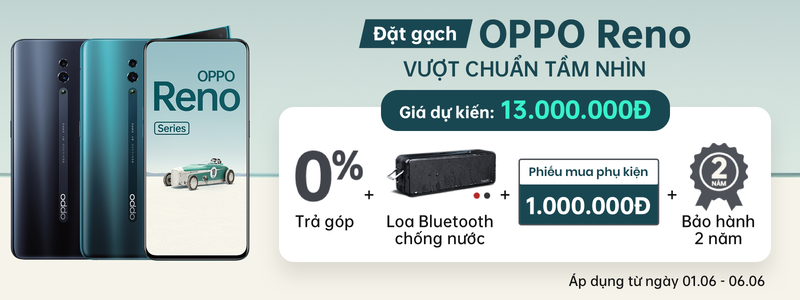 Đặt gạch OPPO Reno
VƯỢT CHUẨN TẦM NHÌN
Giá dự kiến: 13.000.000Đ
OPPO
Reno
Series
oppo
oppo
0%
Trả góp
+
Loa Bluetooth
chống nước
+
Phiếu mua phụ kiện
1.000.000Đ
+
2
NĂM
Bảo hành
2 năm
Áp dụng từ ngày 01.06 - 06.06